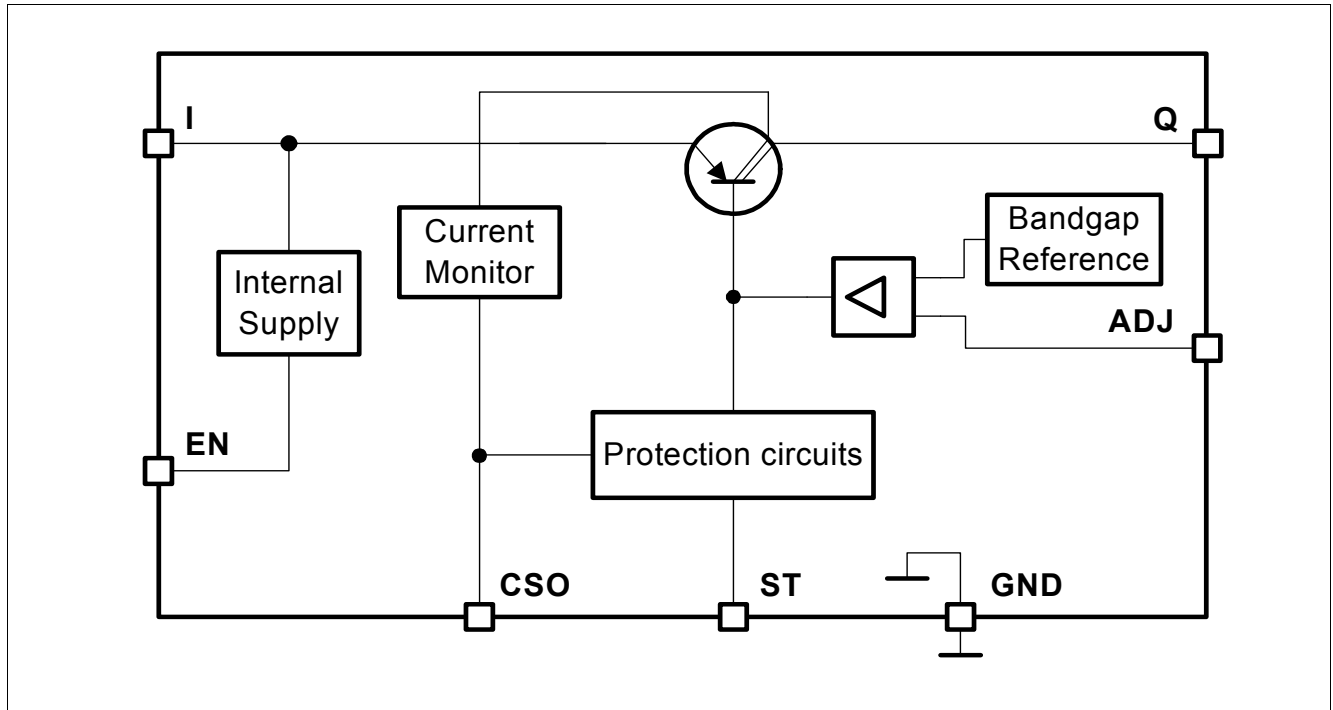 I
Q
Current
Monitor
Bandgap
Reference
Internal
Supply
ADJ
EN
Protection circuits
CSO
ST
GND